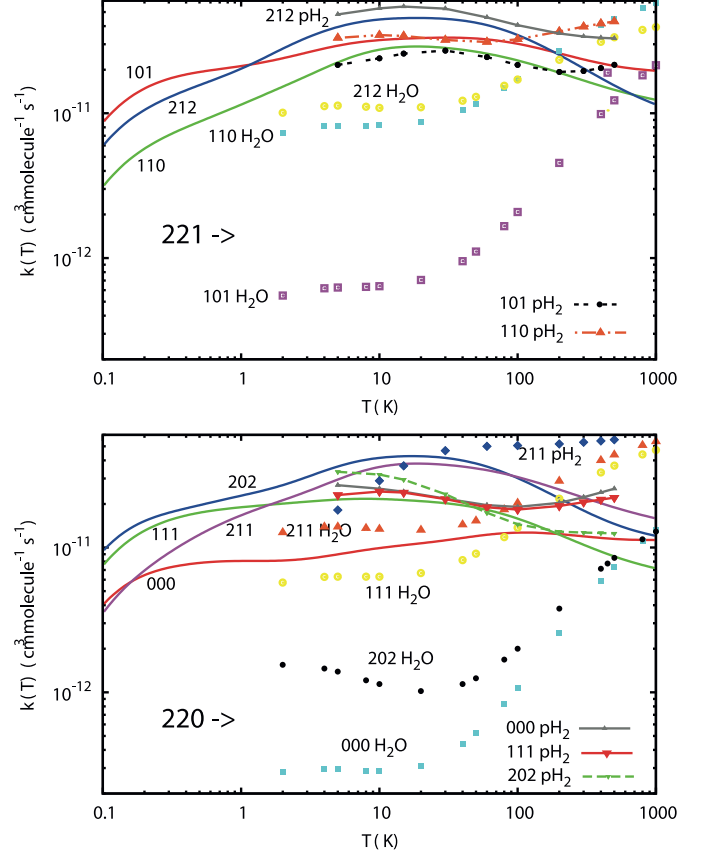 212 pH2
101
212
110
212 H2O
110 H2O
101 H2O
221 ->
101 pH2
110 pH2
10-11
10-12
k(T) (cm3molecule-1 s-1)
0.1 1 10 100 1000
T(K)
211 pH2
202
111
211
211 H2O
000
111 H2O
202 H2O
000 H2O
220 ->
000 pH2
111 pH2
202 pH2
10-11
10-12
k(T) (cm3molecule-1 s-1)
0.1 1 10 100 1000
T(K)